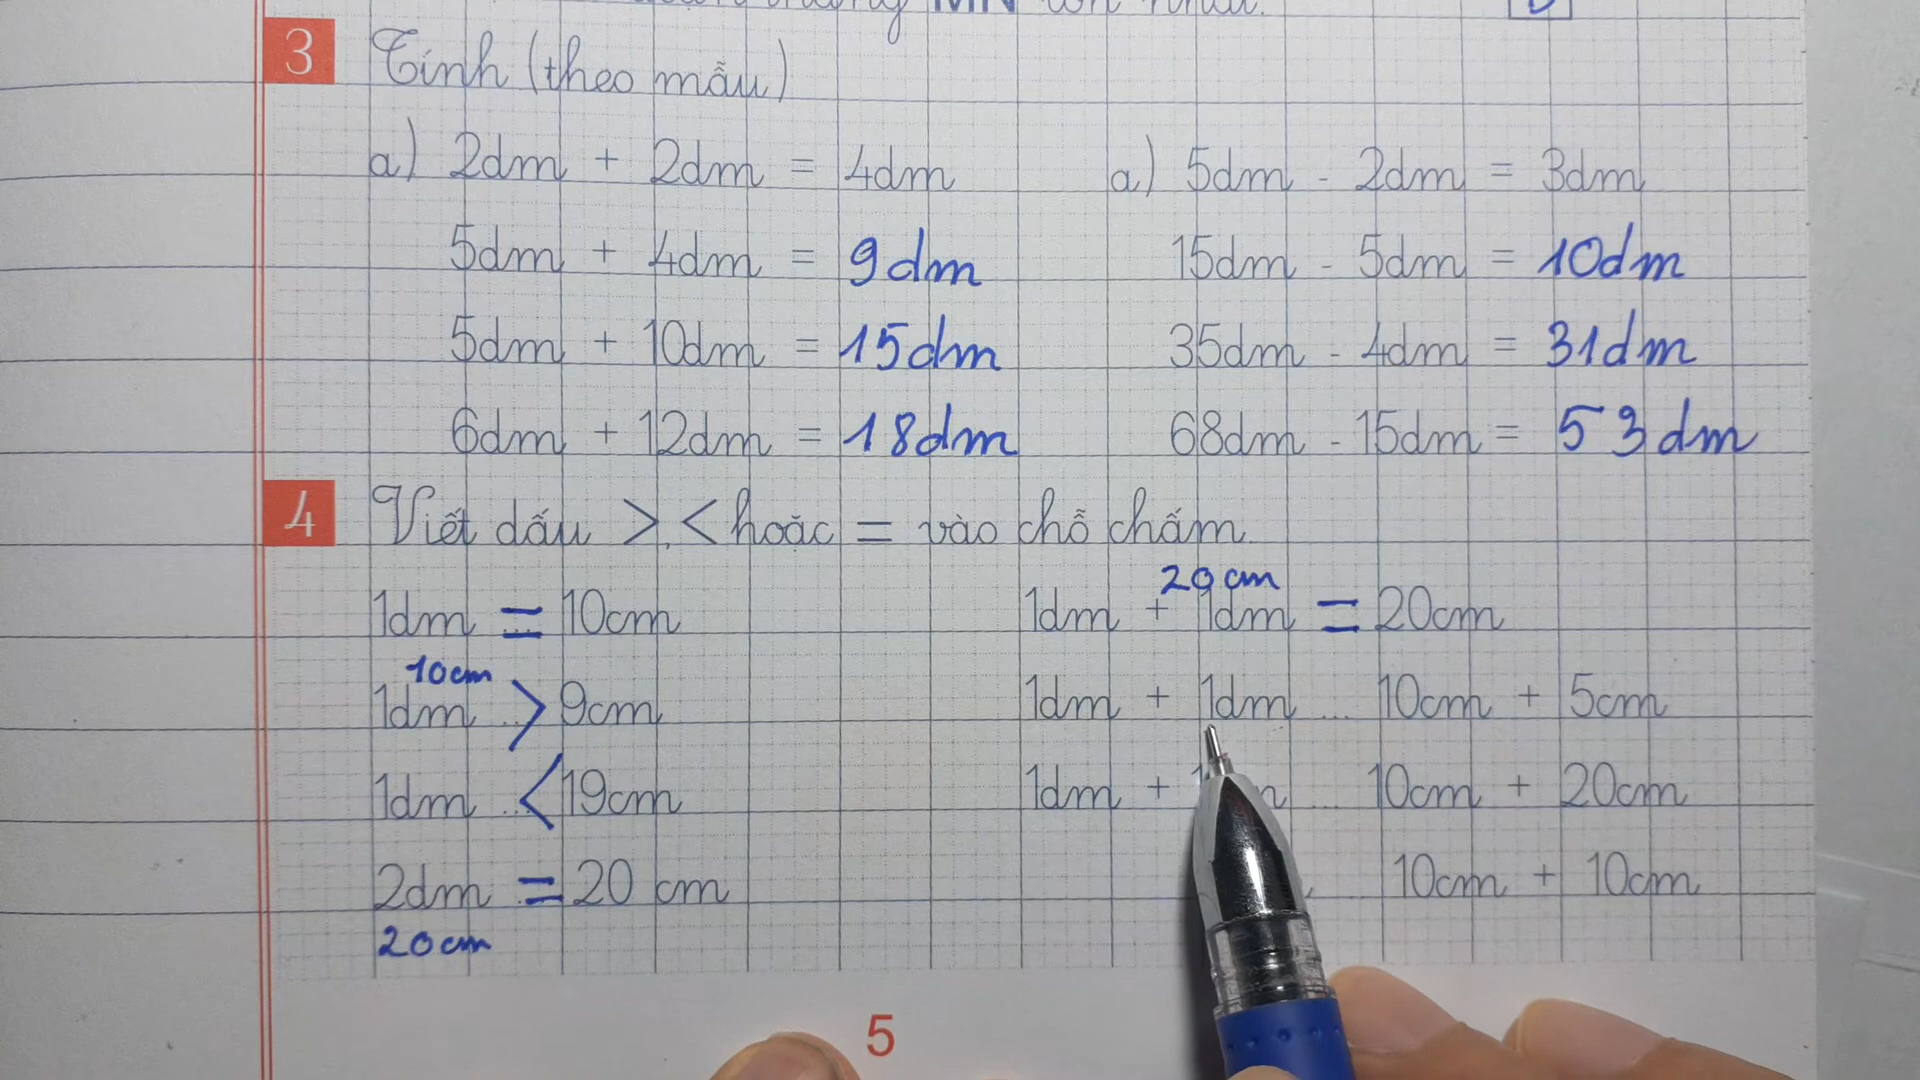 MN
3 Tính (theo mẫu)
a) 2dm + 2dm = 4dm
5dm + 4dm = 9dm
5dm + 10dm = 15dm
6dm + 12dm = 18dm
a) 5dm - 2dm = 3dm
15dm - 5dm = 10dm
35dm - 4dm = 31dm
68dm - 15dm = 53dm
4 Viết dấu >, < hoặc = vào chỗ chấm.
1dm = 10cm
10cm
1dm > 9cm
1dm < 19cm
2dm = 20 cm
20cm
20cm
1dm + 1dm = 20cm
1dm + 1dm ... 10cm + 5cm
1dm + ... 10cm + 20cm
10cm + 10cm
5